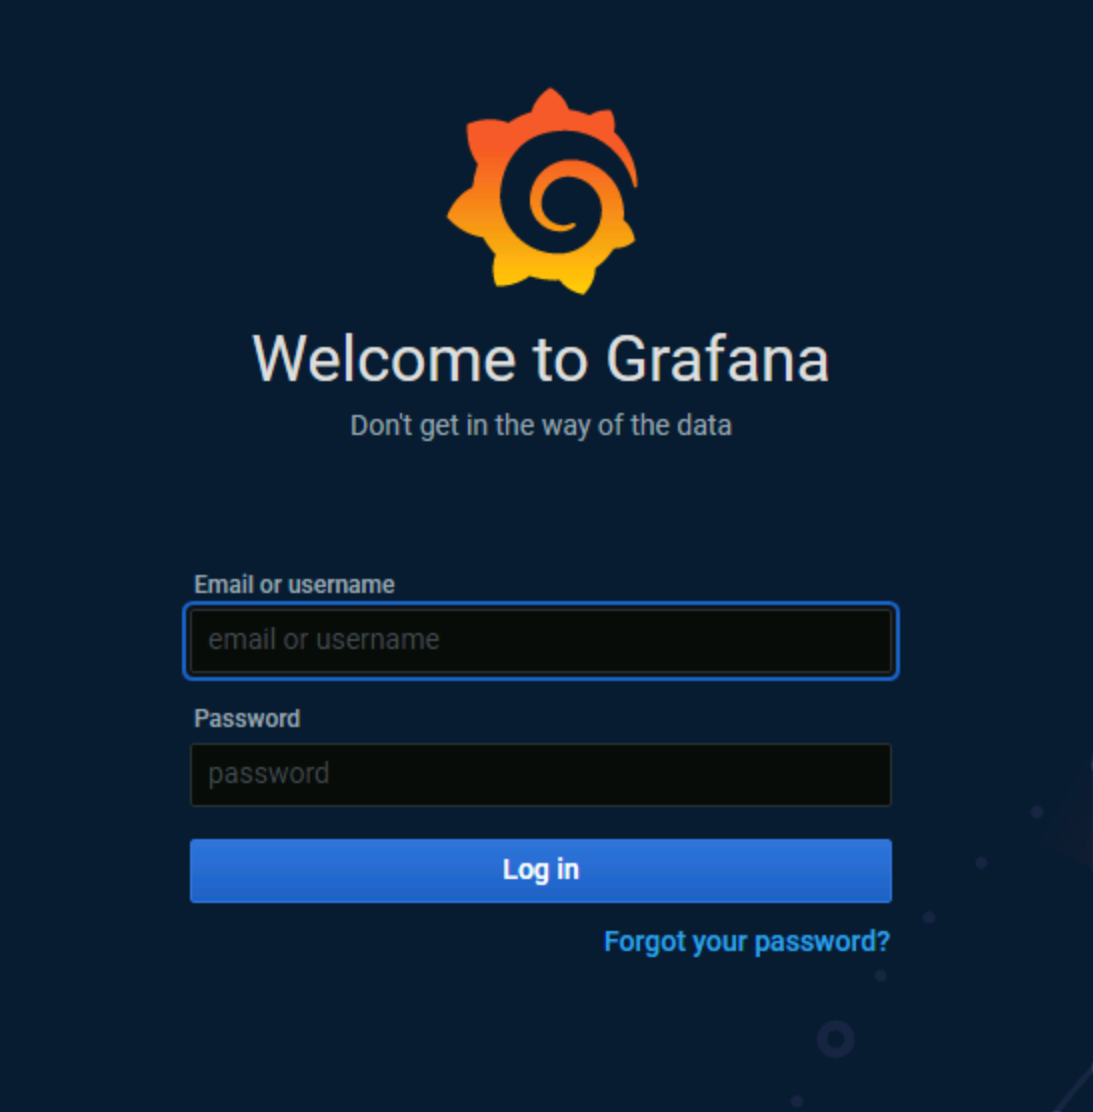 Welcome to Grafana
Don't get in the way of the data
Email or username
email or username
Password
password
Log in
Forgot your password?